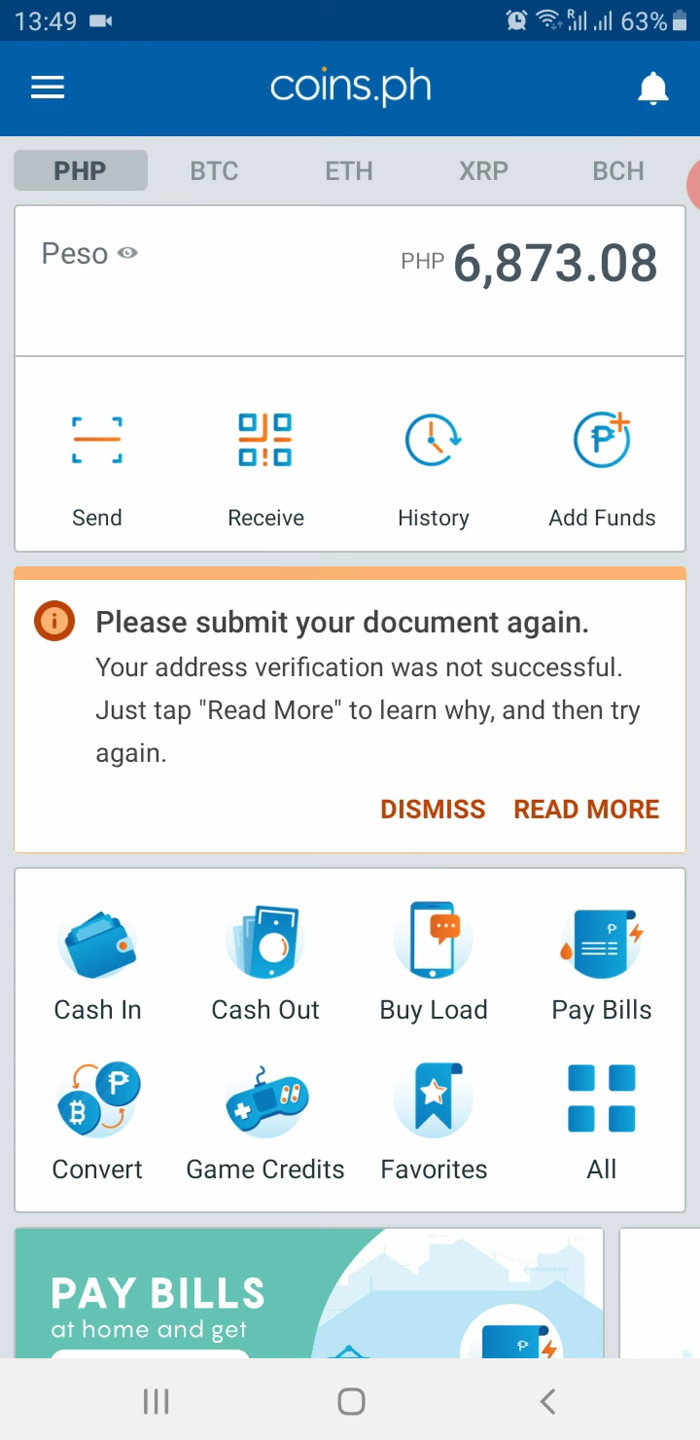 13:49 R 63%
coins.ph
PHP BTC ETH XRP BCH
Peso PHP 6,873.08
Send Receive History Add Funds
Please submit your document again.
Your address verification was not successful.
Just tap "Read More" to learn why, and then try
again.
DISMISS READ MORE
Cash In Cash Out Buy Load Pay Bills
Convert Game Credits Favorites All
PAY BILLS
at home and get